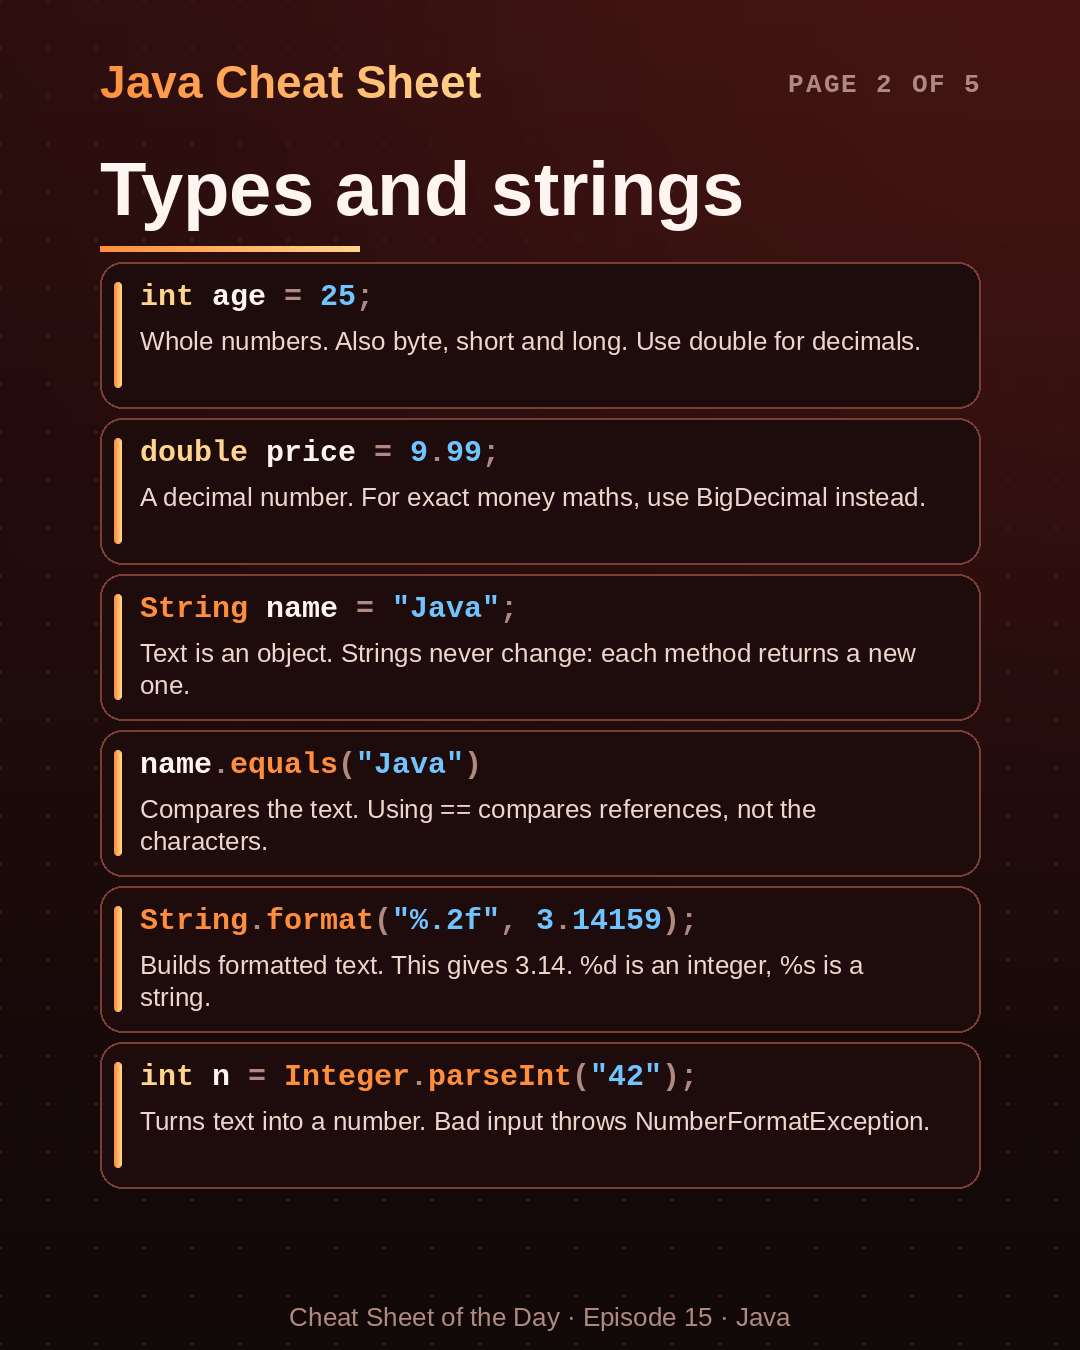 Java Cheat Sheet
PAGE 2 OF 5
Types and strings
int age = 25;
Whole numbers. Also byte, short and long. Use double for decimals.
double price = 9.99;
A decimal number. For exact money maths, use BigDecimal instead.
String name = "Java";
Text is an object. Strings never change: each method returns a new
one.
name.equals("Java")
Compares the text. Using == compares references, not the
characters.
String.format("%.2f", 3.14159);
Builds formatted text. This gives 3.14. %d is an integer, %s is a
string.
int n = Integer.parseInt("42");
Turns text into a number. Bad input throws NumberFormatException.
Cheat Sheet of the Day · Episode 15 · Java